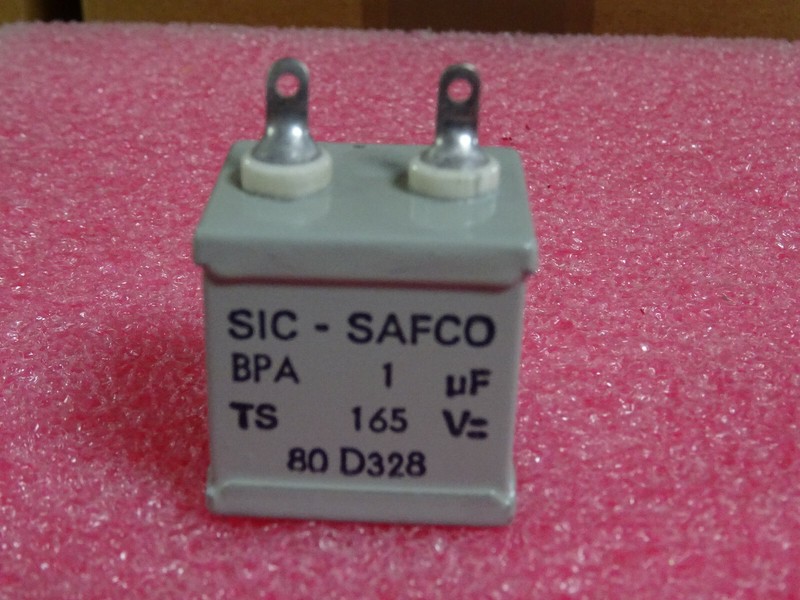 SIC - SAFCO
BPA 1 µF
TS 165 V=
80 D328